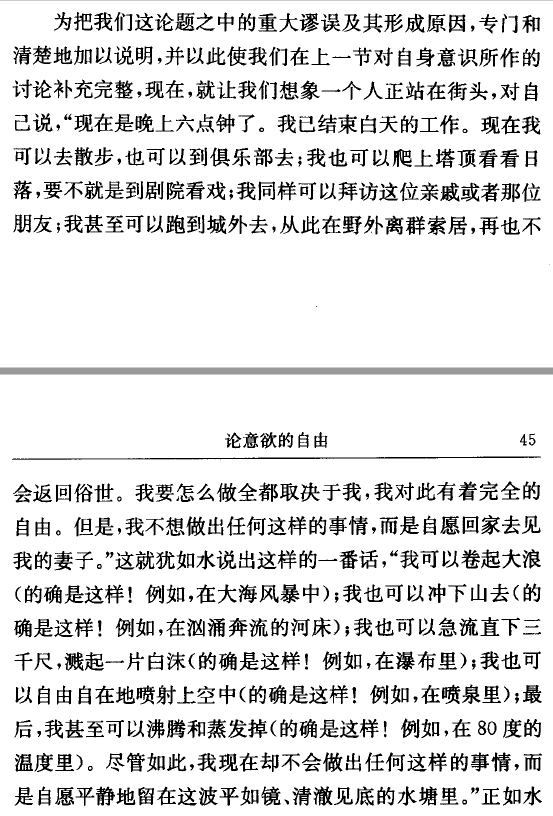 为把我们这论题之中的重大谬误及其形成原因，专门和
清楚地加以说明，并以此使我们在上一节对自身意识所作的
讨论补充完整，现在，就让我们想象一个人正站在街头，对自
己说，“现在是晚上六点钟了。我已结束白天的工作。现在我
可以去散步，也可以到俱乐部去；我也可以爬上塔顶看看日
落，要不就是到剧院看戏；我同样可以拜访这位亲戚或者那位
朋友；我甚至可以跑到城外去，从此在野外离群索居，再也不
论意欲的自由 45
会返回俗世。我要怎么做全都取决于我，我对此有着完全的
自由。但是，我不想做出任何这样的事情，而是自愿回家去见
我的妻子。”这就犹如水说出这样的一番话，“我可以卷起大浪
（的确是这样！例如，在大海风暴中）；我也可以冲下山去（的
确是这样！例如，在汹涌奔流的河床）；我也可以急流直下三
千尺，溅起一片白沫（的确是这样！例如，在瀑布里）；我也可
以自由自在地喷射上空中（的确是这样！例如，在喷泉里）；最
后，我甚至可以沸腾和蒸发掉（的确是这样！例如，在 80 度的
温度里）。尽管如此，我现在却不会做出任何这样的事情，而
是自愿平静地留在这波平如镜、清澈见底的水塘里。”正如水